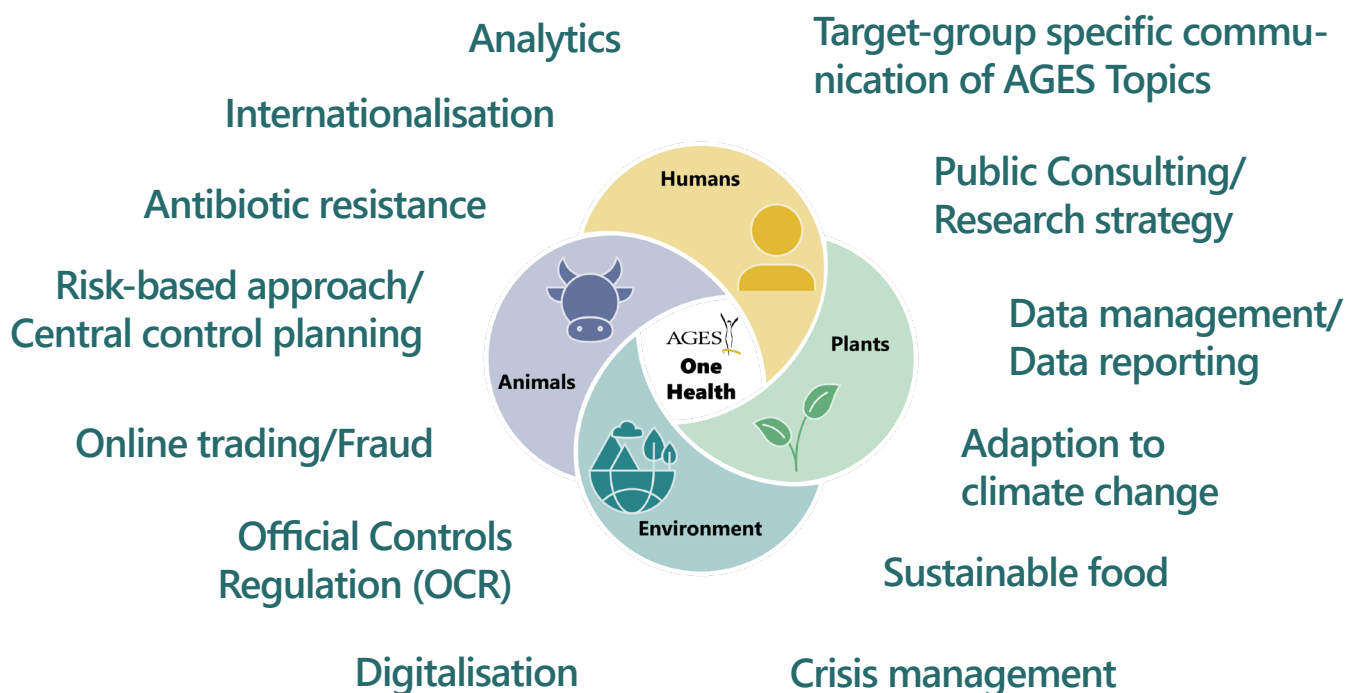 Analytics
Target-group specific commu-
nication of AGES Topics
Internationalisation
Humans
Public Consulting/
Research strategy
Antibiotic resistance
Risk-based approach/
Central control planning
Data management/
Data reporting
AGES
One
Health
Plants
Animals
Online trading/Fraud
Adaption to
climate change
Environment
Official Controls
Regulation (OCR)
Sustainable food
Digitalisation
Crisis management